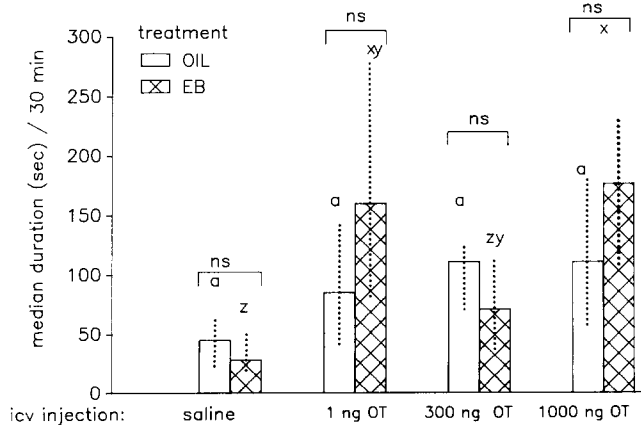 treatment
OIL
EB
median duration (sec) / 30 min
300
250
200
150
100
50
0
ns
a
z
ns
a
xy
ns
a
zy
ns
a
x
icv injection: saline 1 ng OT 300 ng OT 1000 ng OT